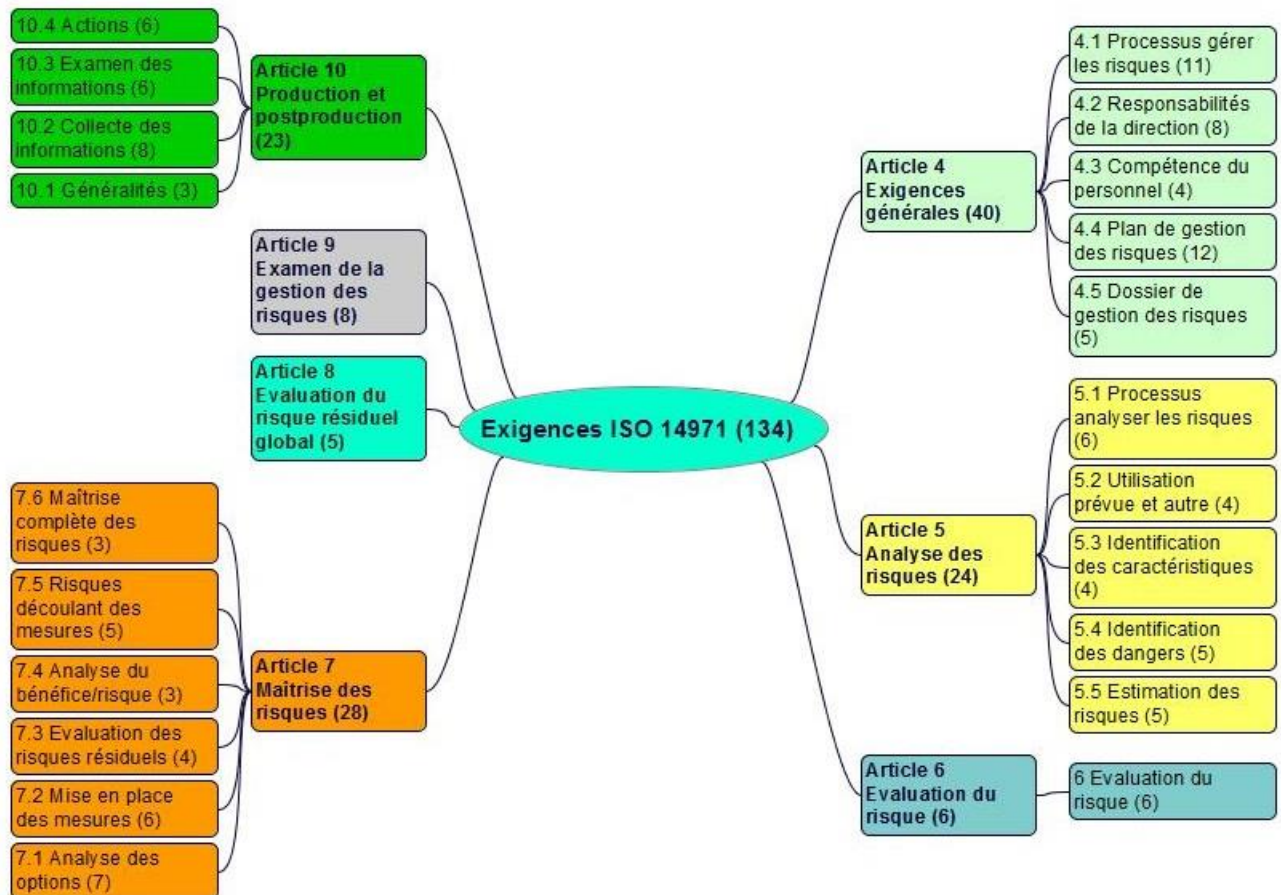 Exigences ISO 14971 (134)
Article 4
Exigences
générales (40)
4.1 Processus gérer
les risques (11)
4.2 Responsabilités
de la direction (8)
4.3 Compétence du
personnel (4)
4.4 Plan de gestion
des risques (12)
4.5 Dossier de
gestion des risques
(5)
Article 5
Analyse des
risques (24)
5.1 Processus
analyser les risques
(6)
5.2 Utilisation
prévue et autre (4)
5.3 Identification
des caractéristiques
(4)
5.4 Identification
des dangers (5)
5.5 Estimation des
risques (5)
Article 6
Evaluation du
risque (6)
6 Evaluation du
risque (6)
Article 7
Maîtrise des
risques (28)
7.6 Maîtrise
complète des
risques (3)
7.5 Risques
découlant des
mesures (5)
7.4 Analyse du
bénéfice/risque (3)
7.3 Evaluation des
risques résiduels (4)
7.2 Mise en place
des mesures (6)
7.1 Analyse des
options (7)
Article 8
Evaluation du
risque résiduel
global (5)
Article 9
Examen de la
gestion des
risques (8)
Article 10
Production et
postproduction
(23)
10.4 Actions (6)
10.3 Examen des
informations (6)
10.2 Collecte des
informations (8)
10.1 Généralités (3)